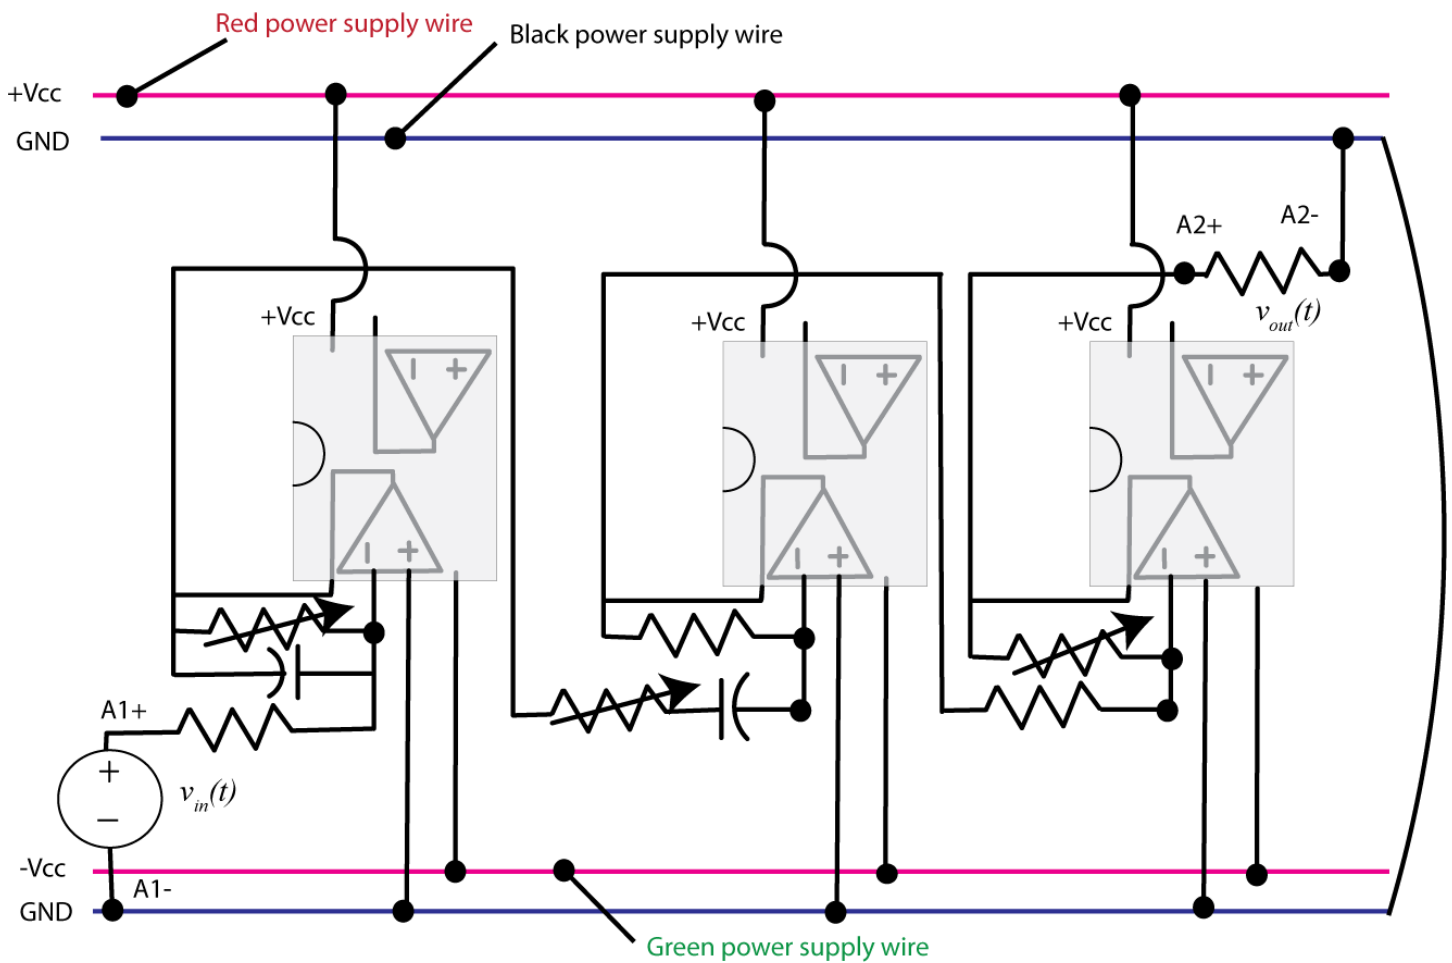 Red power supply wire
Black power supply wire
+Vcc
GND
A2+
A2-
+Vcc
+Vcc
+Vcc
vout(t)
A1+
vin(t)
-Vcc
A1-
GND
Green power supply wire